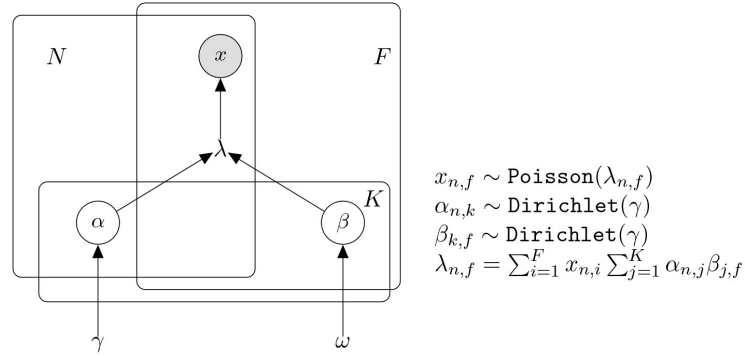 N
x
F
λ
K
α
β
γ
ω
x_{n,f} ∼ Poisson(λ_{n,f})
α_{n,k} ∼ Dirichlet(γ)
β_{k,f} ∼ Dirichlet(γ)
λ_{n,f} = ∑_{i=1}^{F} x_{n,i} ∑_{j=1}^{K} α_{n,j}β_{j,f}